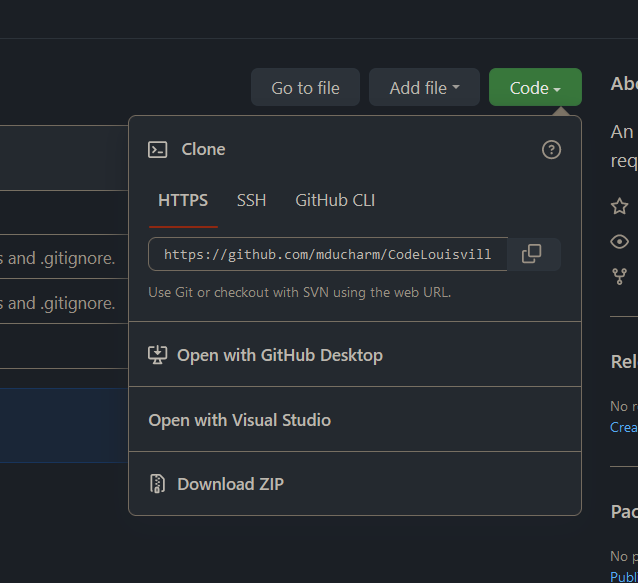 Go to file Add file Code
Clone
HTTPS SSH GitHub CLI
https://github.com/mducharm/CodeLouisvill
Use Git or checkout with SVN using the web URL.
Open with GitHub Desktop
Open with Visual Studio
Download ZIP
s and .gitignore.
s and .gitignore.
Abo
An
req
Rel
No r
Crea
Pac
No p
Publ